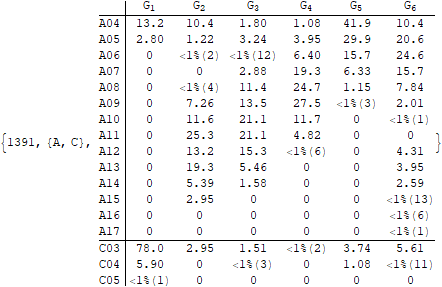 G1 G2 G3 G4 G5 G6
A04 13.2 10.4 1.80 1.08 41.9 10.4
A05 2.80 1.22 3.24 3.95 29.9 20.6
A06 0 <1%(2) <1%(12) 6.40 15.7 24.6
A07 0 0 2.88 19.3 6.33 15.7
A08 0 <1%(4) 11.4 24.7 1.15 7.84
A09 0 7.26 13.5 27.5 <1%(3) 2.01
A10 0 11.6 21.1 11.7 0 <1%(1)
A11 0 25.3 21.1 4.82 0 0
{1391, {A, C}, A12 0 13.2 15.3 <1%(6) 0 4.31 }
A13 0 19.3 5.46 0 0 3.95
A14 0 5.39 1.58 0 0 2.59
A15 0 2.95 0 0 0 <1%(13)
A16 0 0 0 0 0 <1%(6)
A17 0 0 0 0 0 <1%(1)
C03 78.0 2.95 1.51 <1%(2) 3.74 5.61
C04 5.90 0 <1%(3) 0 1.08 <1%(11)
C05 <1%(1) 0 0 0 0 0